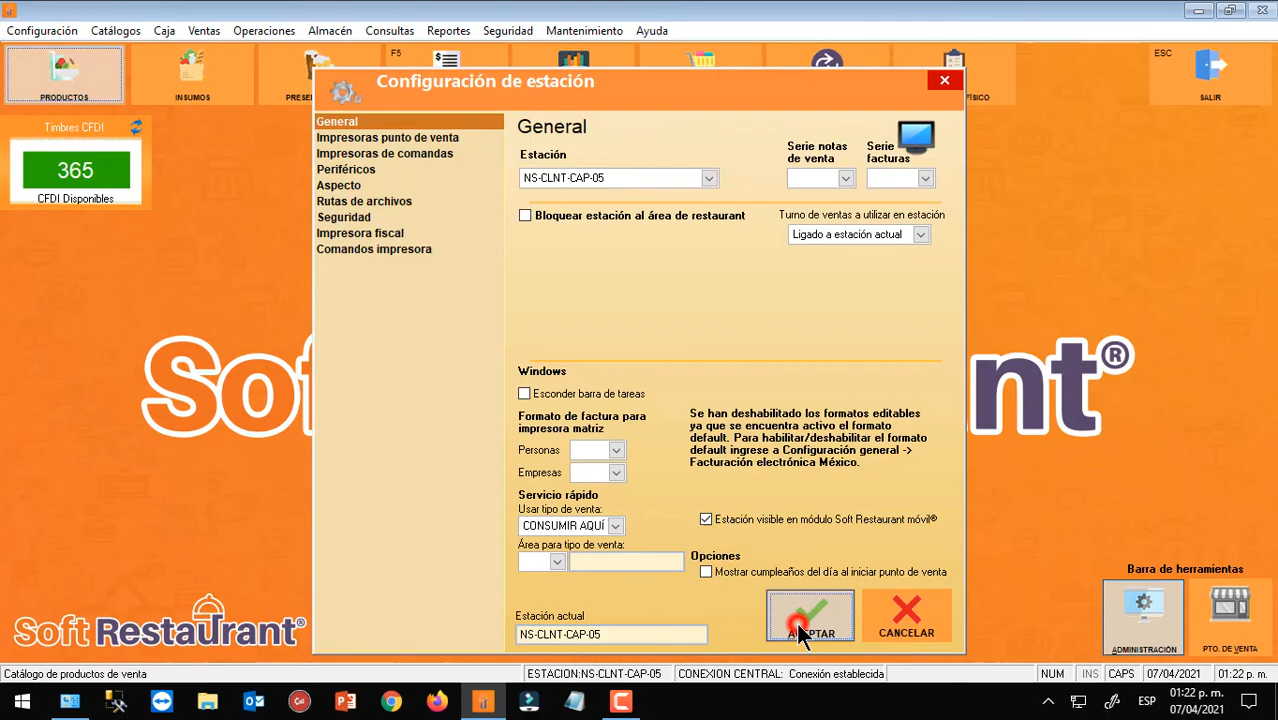 Configuración Catálogos Caja Ventas Operaciones Almacén Consultas Reportes Seguridad Mantenimiento Ayuda
PRODUCTOS
INSUMOS
PRESE
F5
ESC
SALIR
ÍSICO
Timbres CFDI
365
CFDI Disponibles
Configuración de estación
General
Impresoras punto de venta
Impresoras de comandas
Periféricos
Aspecto
Rutas de archivos
Seguridad
Impresora fiscal
Comandos impresora
General
Estación
NS-CLNT-CAP-05
Serie notas
de venta
Serie
facturas
Bloquear estación al área de restaurant
Turno de ventas a utilizar en estación
Ligado a estación actual
Windows
Esconder barra de tareas
Formato de factura para
impresora matriz
Personas
Empresas
Se han deshabilitado los formatos editables
ya que se encuentra activo el formato
default. Para habilitar/deshabilitar el formato
default ingrese a Configuración general ->
Facturación electrónica México.
Servicio rápido
Usar tipo de venta:
CONSUMIR AQUÍ
Área para tipo de venta:
Estación visible en módulo Soft Restaurant móvil®
Opciones
Mostrar cumpleaños del día al iniciar punto de venta
Estación actual
NS-CLNT-CAP-05
ACEPTAR
CANCELAR
Sof
nt®
Soft Restaurant®
Barra de herramientas
ADMINISTRACIÓN
PTO. DE VENTA
Catálogo de productos de venta
ESTACION:NS-CLNT-CAP-05
CONEXION CENTRAL: Conexión establecida
NUM INS CAPS 07/04/2021 01:22 p. m.
ESP
01:22 p. m.
07/04/2021